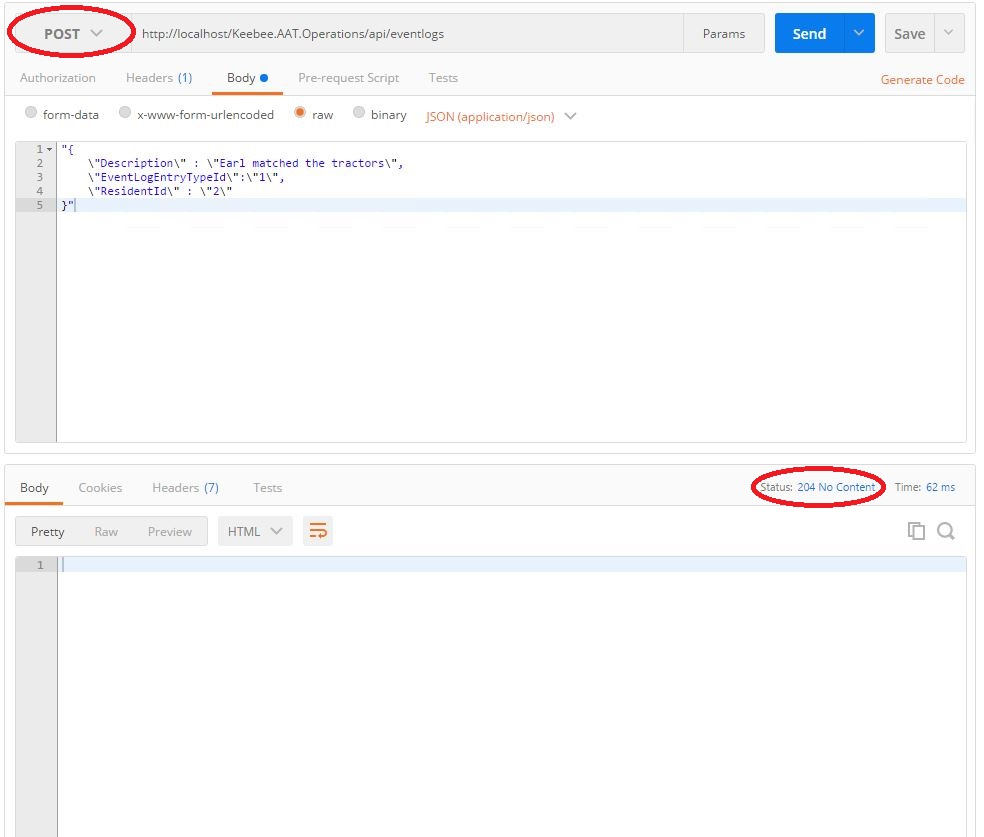 POST http://localhost/Keebee.AAT.Operations/api/eventlogs Params Send Save
Authorization Headers (1) Body Pre-request Script Tests Generate Code
form-data x-www-form-urlencoded raw binary JSON (application/json)
1 "{
2 \"Description\" : \"Earl matched the tractors\",
3 \"EventLogEntryTypeId\":\"1\",
4 \"ResidentId\" : \"2\"
5 }"
Body Cookies Headers (7) Tests Status: 204 No Content Time: 62 ms
Pretty Raw Preview HTML
1